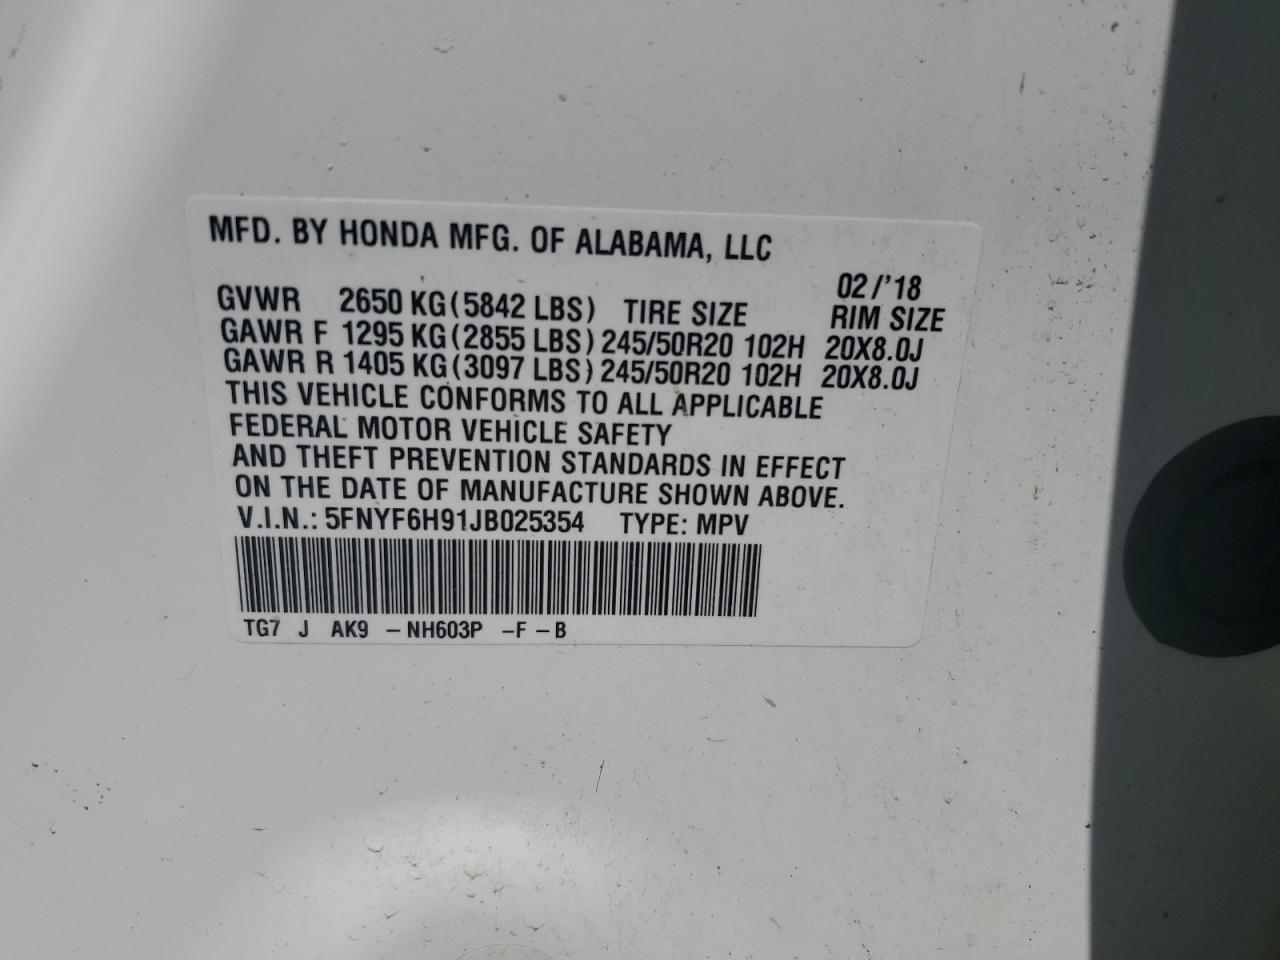 MFD. BY HONDA MFG. OF ALABAMA, LLC
02/'18
GVWR 2650 KG(5842 LBS) TIRE SIZE RIM SIZE
GAWR F 1295 KG(2855 LBS) 245/50R20 102H 20X8.0J
GAWR R 1405 KG(3097 LBS) 245/50R20 102H 20X8.0J
THIS VEHICLE CONFORMS TO ALL APPLICABLE
FEDERAL MOTOR VEHICLE SAFETY
AND THEFT PREVENTION STANDARDS IN EFFECT
ON THE DATE OF MANUFACTURE SHOWN ABOVE.
V.I.N.: 5FNYF6H91JB025354 TYPE: MPV
TG7 J AK9 -NH603P -F-B